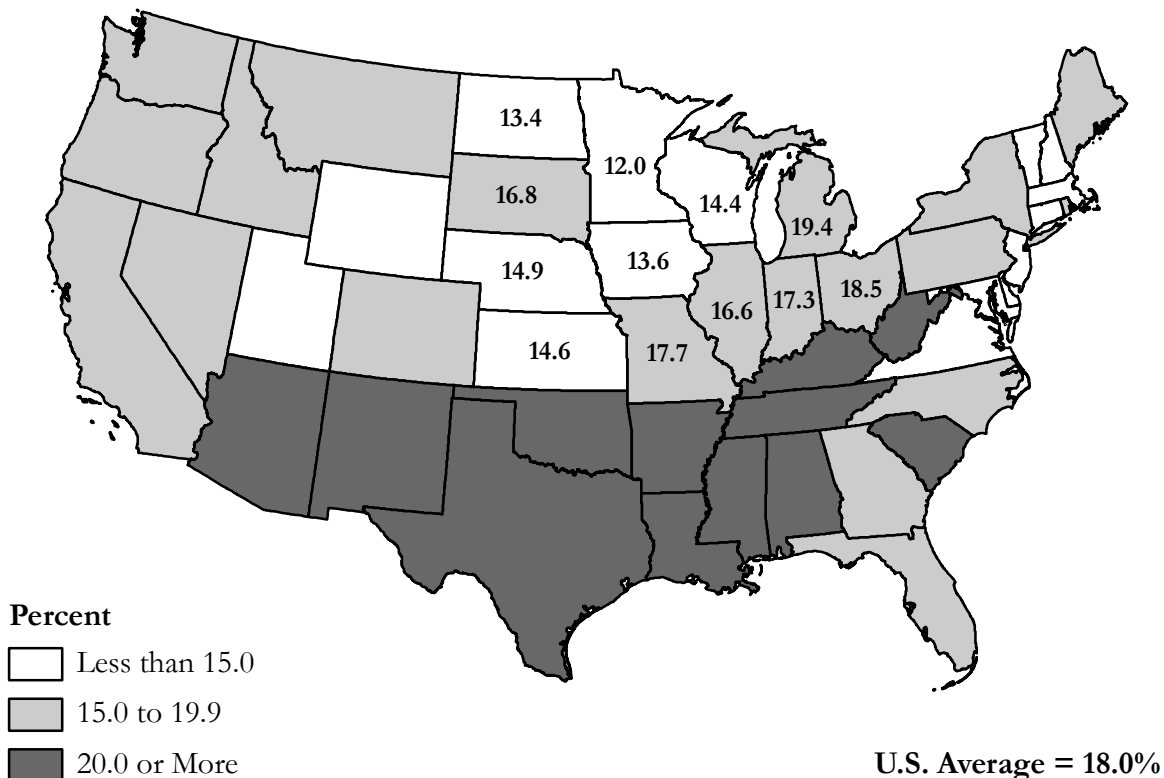 13.4
12.0
16.8
14.4
19.4
14.9
13.6
16.6
17.3
18.5
14.6
17.7
Percent
Less than 15.0
15.0 to 19.9
20.0 or More
U.S. Average = 18.0%